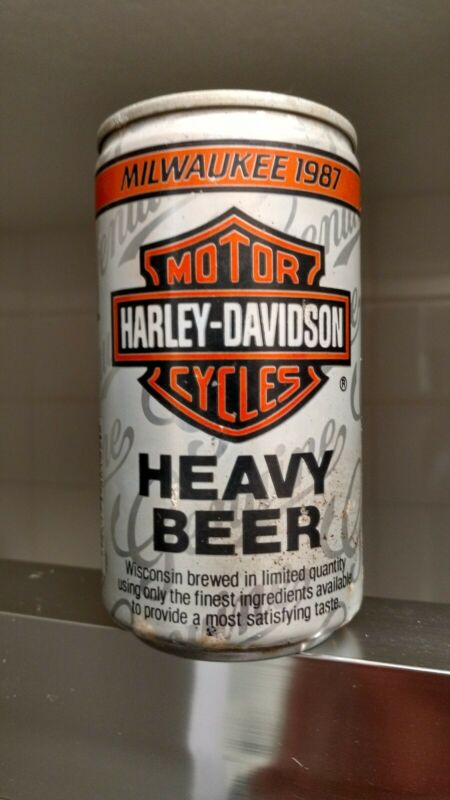 MILWAUKEE 1987
MOTOR
HARLEY-DAVIDSON
CYCLES
®
HEAVY
BEER
Wisconsin brewed in limited quantity
using only the finest ingredients available
to provide a most satisfying taste.
Genuine